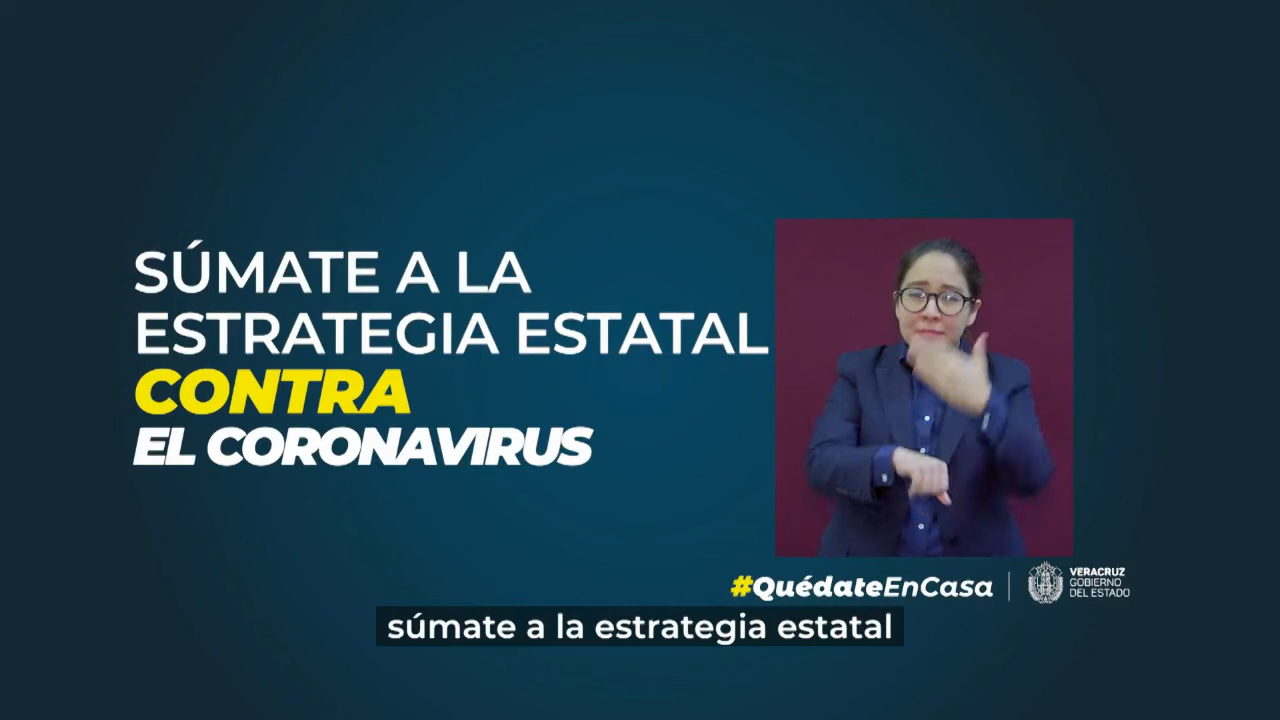 SÚMATE A LA
ESTRATEGIA ESTATAL
CONTRA
EL CORONAVIRUS
#QuédateEnCasa
VERACRUZ
GOBIERNO
DEL ESTADO
súmate a la estrategia estatal